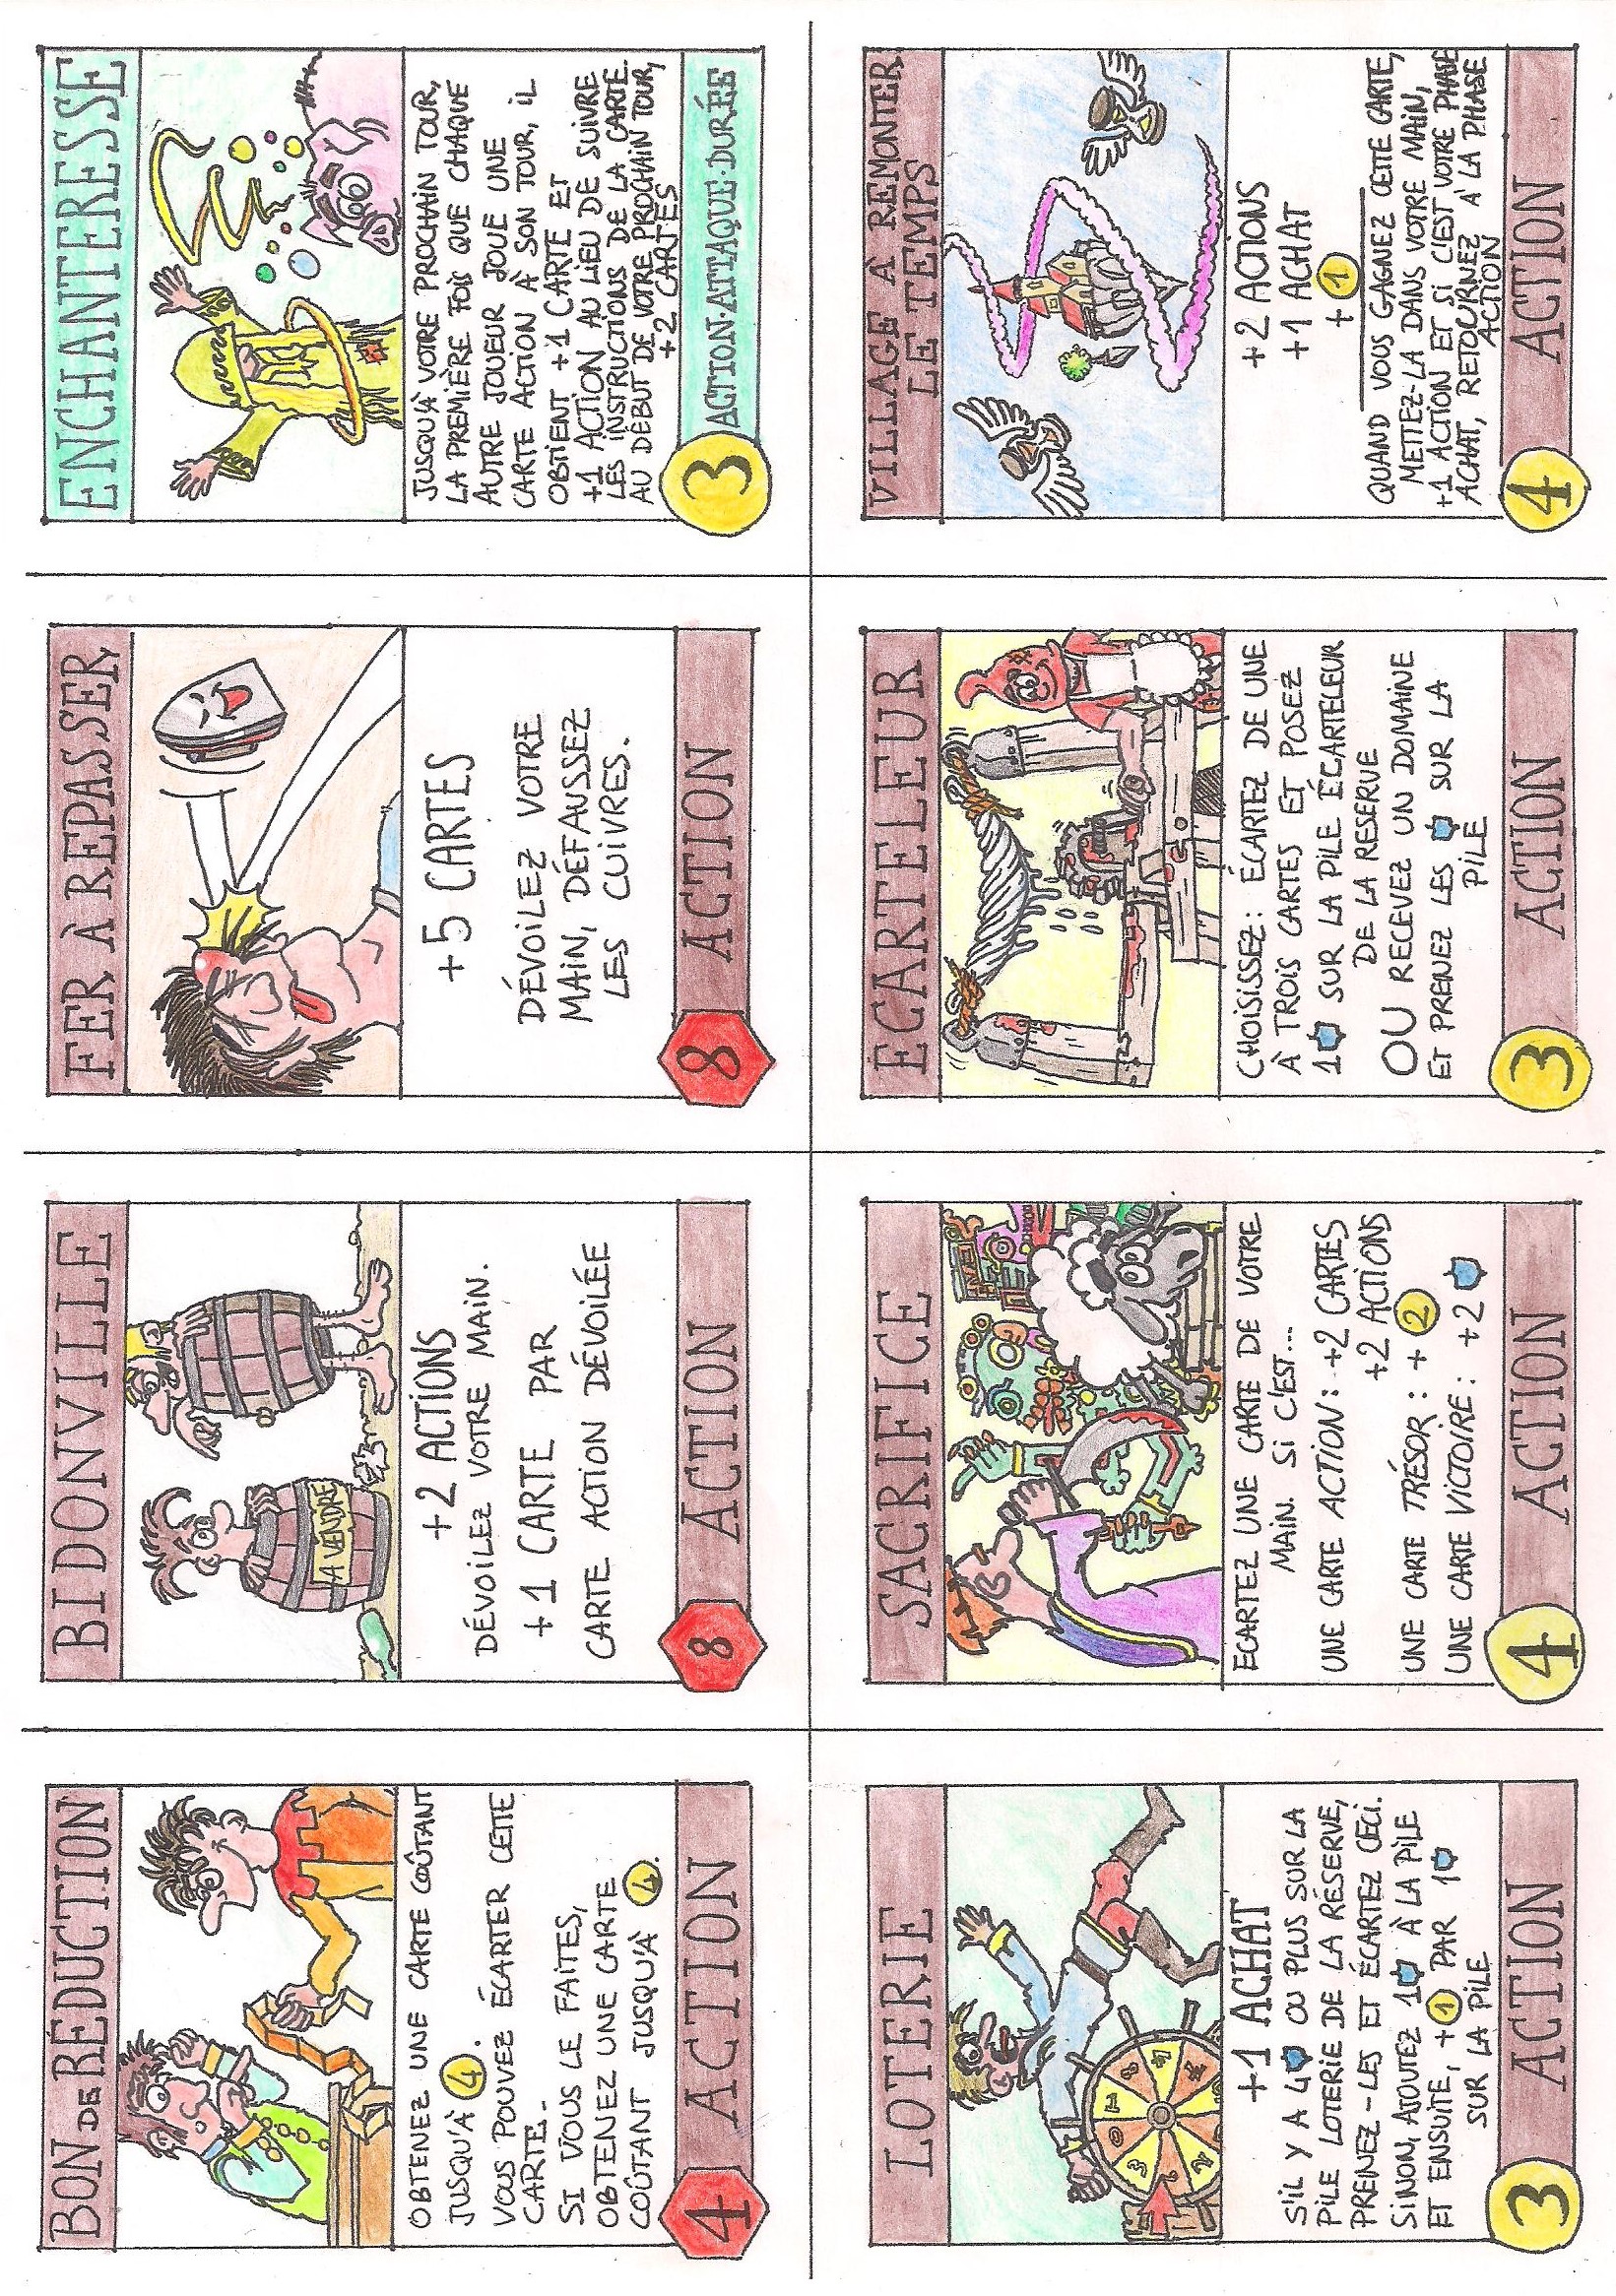 BON DE RÉDUCTION
OBTENEZ UNE CARTE COÛTANT
JUSQU'À 4.
VOUS POUVEZ ÉCARTER CETTE
CARTE.
SI VOUS LE FAITES,
OBTENEZ UNE CARTE
COÛTANT JUSQU'À 4.
4 ACTION
BIDONVILLE
A VENDRE
+2 ACTIONS
DÉVOILEZ VOTRE MAIN.
+1 CARTE PAR
CARTE ACTION DÉVOILÉE
8 ACTION
FER À REPASSER
+5 CARTES
DÉVOILEZ VOTRE
MAIN, DÉFAUSSEZ
LES CUIVRES.
8 ACTION
ENCHANTERESSE
JUSQU'À VOTRE PROCHAIN TOUR,
LA PREMIÈRE FOIS QUE CHAQUE
AUTRE JOUEUR JOUE UNE
CARTE ACTION À SON TOUR, IL
OBTIENT +1 CARTE ET
+1 ACTION AU LIEU DE SUIVRE
LES INSTRUCTIONS DE LA CARTE.
AU DÉBUT DE VOTRE PROCHAIN TOUR,
+2 CARTES
3 ACTION·ATTAQUE·DURÉE
LOTERIE
+1 ACHAT
S'IL Y A 4 OU PLUS SUR LA
PILE LOTERIE DE LA RÉSERVE,
PRENEZ-LES ET ÉCARTEZ CECI.
SINON, AJOUTEZ 1 À LA PILE
ET ENSUITE, +1 PAR 1
SUR LA PILE
3 ACTION
SACRIFICE
ECARTEZ UNE CARTE DE VOTRE
MAIN. SI C'EST...
UNE CARTE ACTION: +2 CARTES
+2 ACTIONS
UNE CARTE TRÉSOR: + 2
UNE CARTE VICTOIRE: +2
4 ACTION
ÉCARTELEUR
CHOISISSEZ: ÉCARTEZ DE UNE
À TROIS CARTES ET POSEZ
1 SUR LA PILE ÉCARTELEUR
DE LA RESERVE
OU RECEVEZ UN DOMAINE
ET PRENEZ LES SUR LA
PILE
3 ACTION
VILLAGE À REMONTER
LE TEMPS
+2 ACTIONS
+1 ACHAT
+ 1
QUAND VOUS GAGNEZ CETTE CARTE,
METTEZ-LA DANS VOTRE MAIN,
+1 ACTION ET SI C'EST VOTRE PHASE
ACHAT, RETOURNEZ À LA PHASE
ACTION
4 ACTION